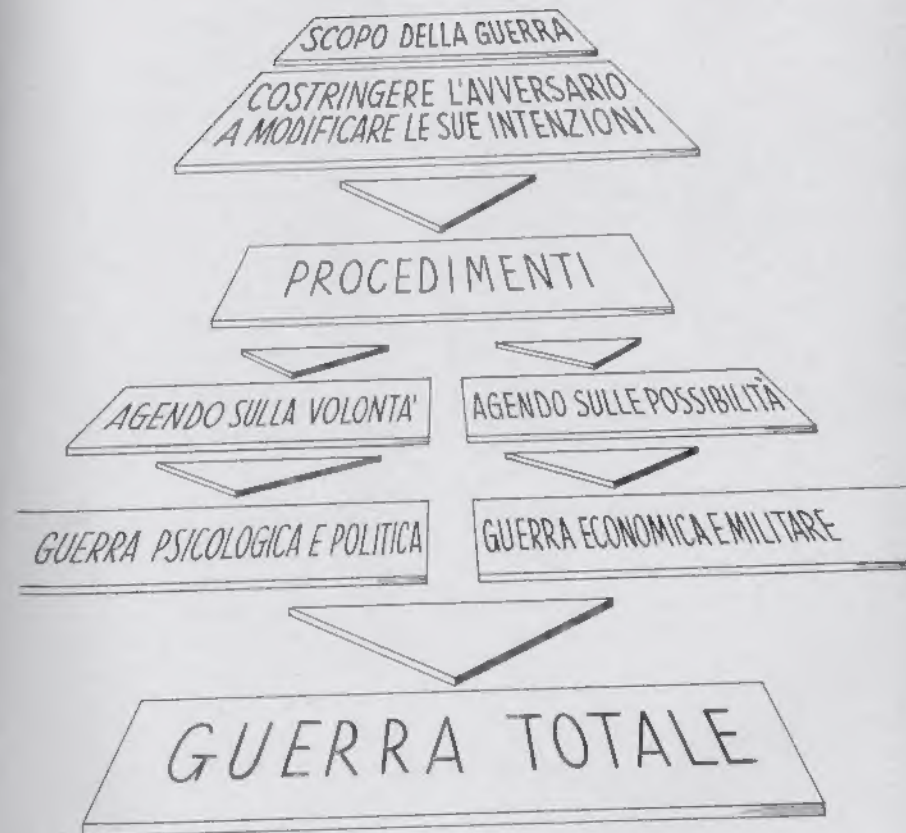 SCOPO DELLA GUERRA
COSTRINGERE L'AVVERSARIO
A MODIFICARE LE SUE INTENZIONI
PROCEDIMENTI
AGENDO SULLA VOLONTA'
AGENDO SULLE POSSIBILITÀ
GUERRA PSICOLOGICA E POLITICA
GUERRA ECONOMICA E MILITARE
GUERRA TOTALE